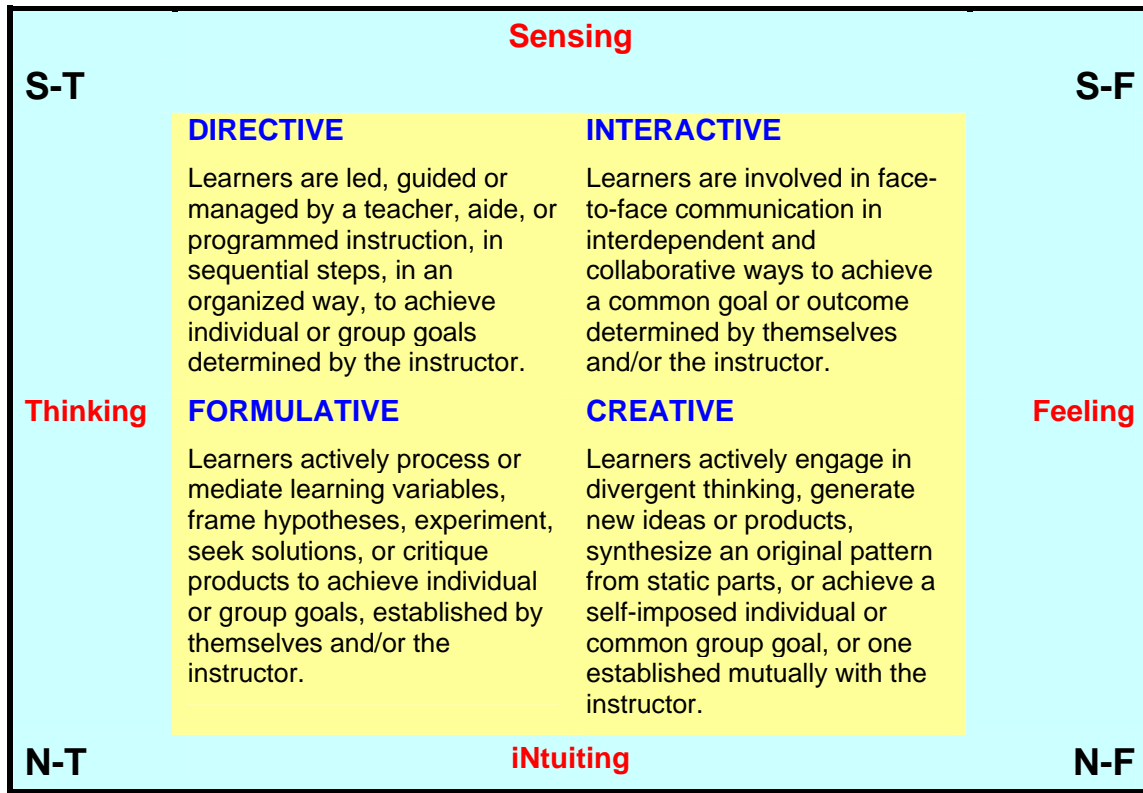 Sensing
S-T
S-F
DIRECTIVE
Learners are led, guided or
managed by a teacher, aide, or
programmed instruction, in
sequential steps, in an
organized way, to achieve
individual or group goals
determined by the instructor.
INTERACTIVE
Learners are involved in face-
to-face communication in
interdependent and
collaborative ways to achieve
a common goal or outcome
determined by themselves
and/or the instructor.
Thinking
FORMULATIVE
Learners actively process or
mediate learning variables,
frame hypotheses, experiment,
seek solutions, or critique
products to achieve individual
or group goals, established by
themselves and/or the
instructor.
CREATIVE
Learners actively engage in
divergent thinking, generate
new ideas or products,
synthesize an original pattern
from static parts, or achieve a
self-imposed individual or
common group goal, or one
established mutually with the
instructor.
Feeling
N-T
iNtuiting
N-F